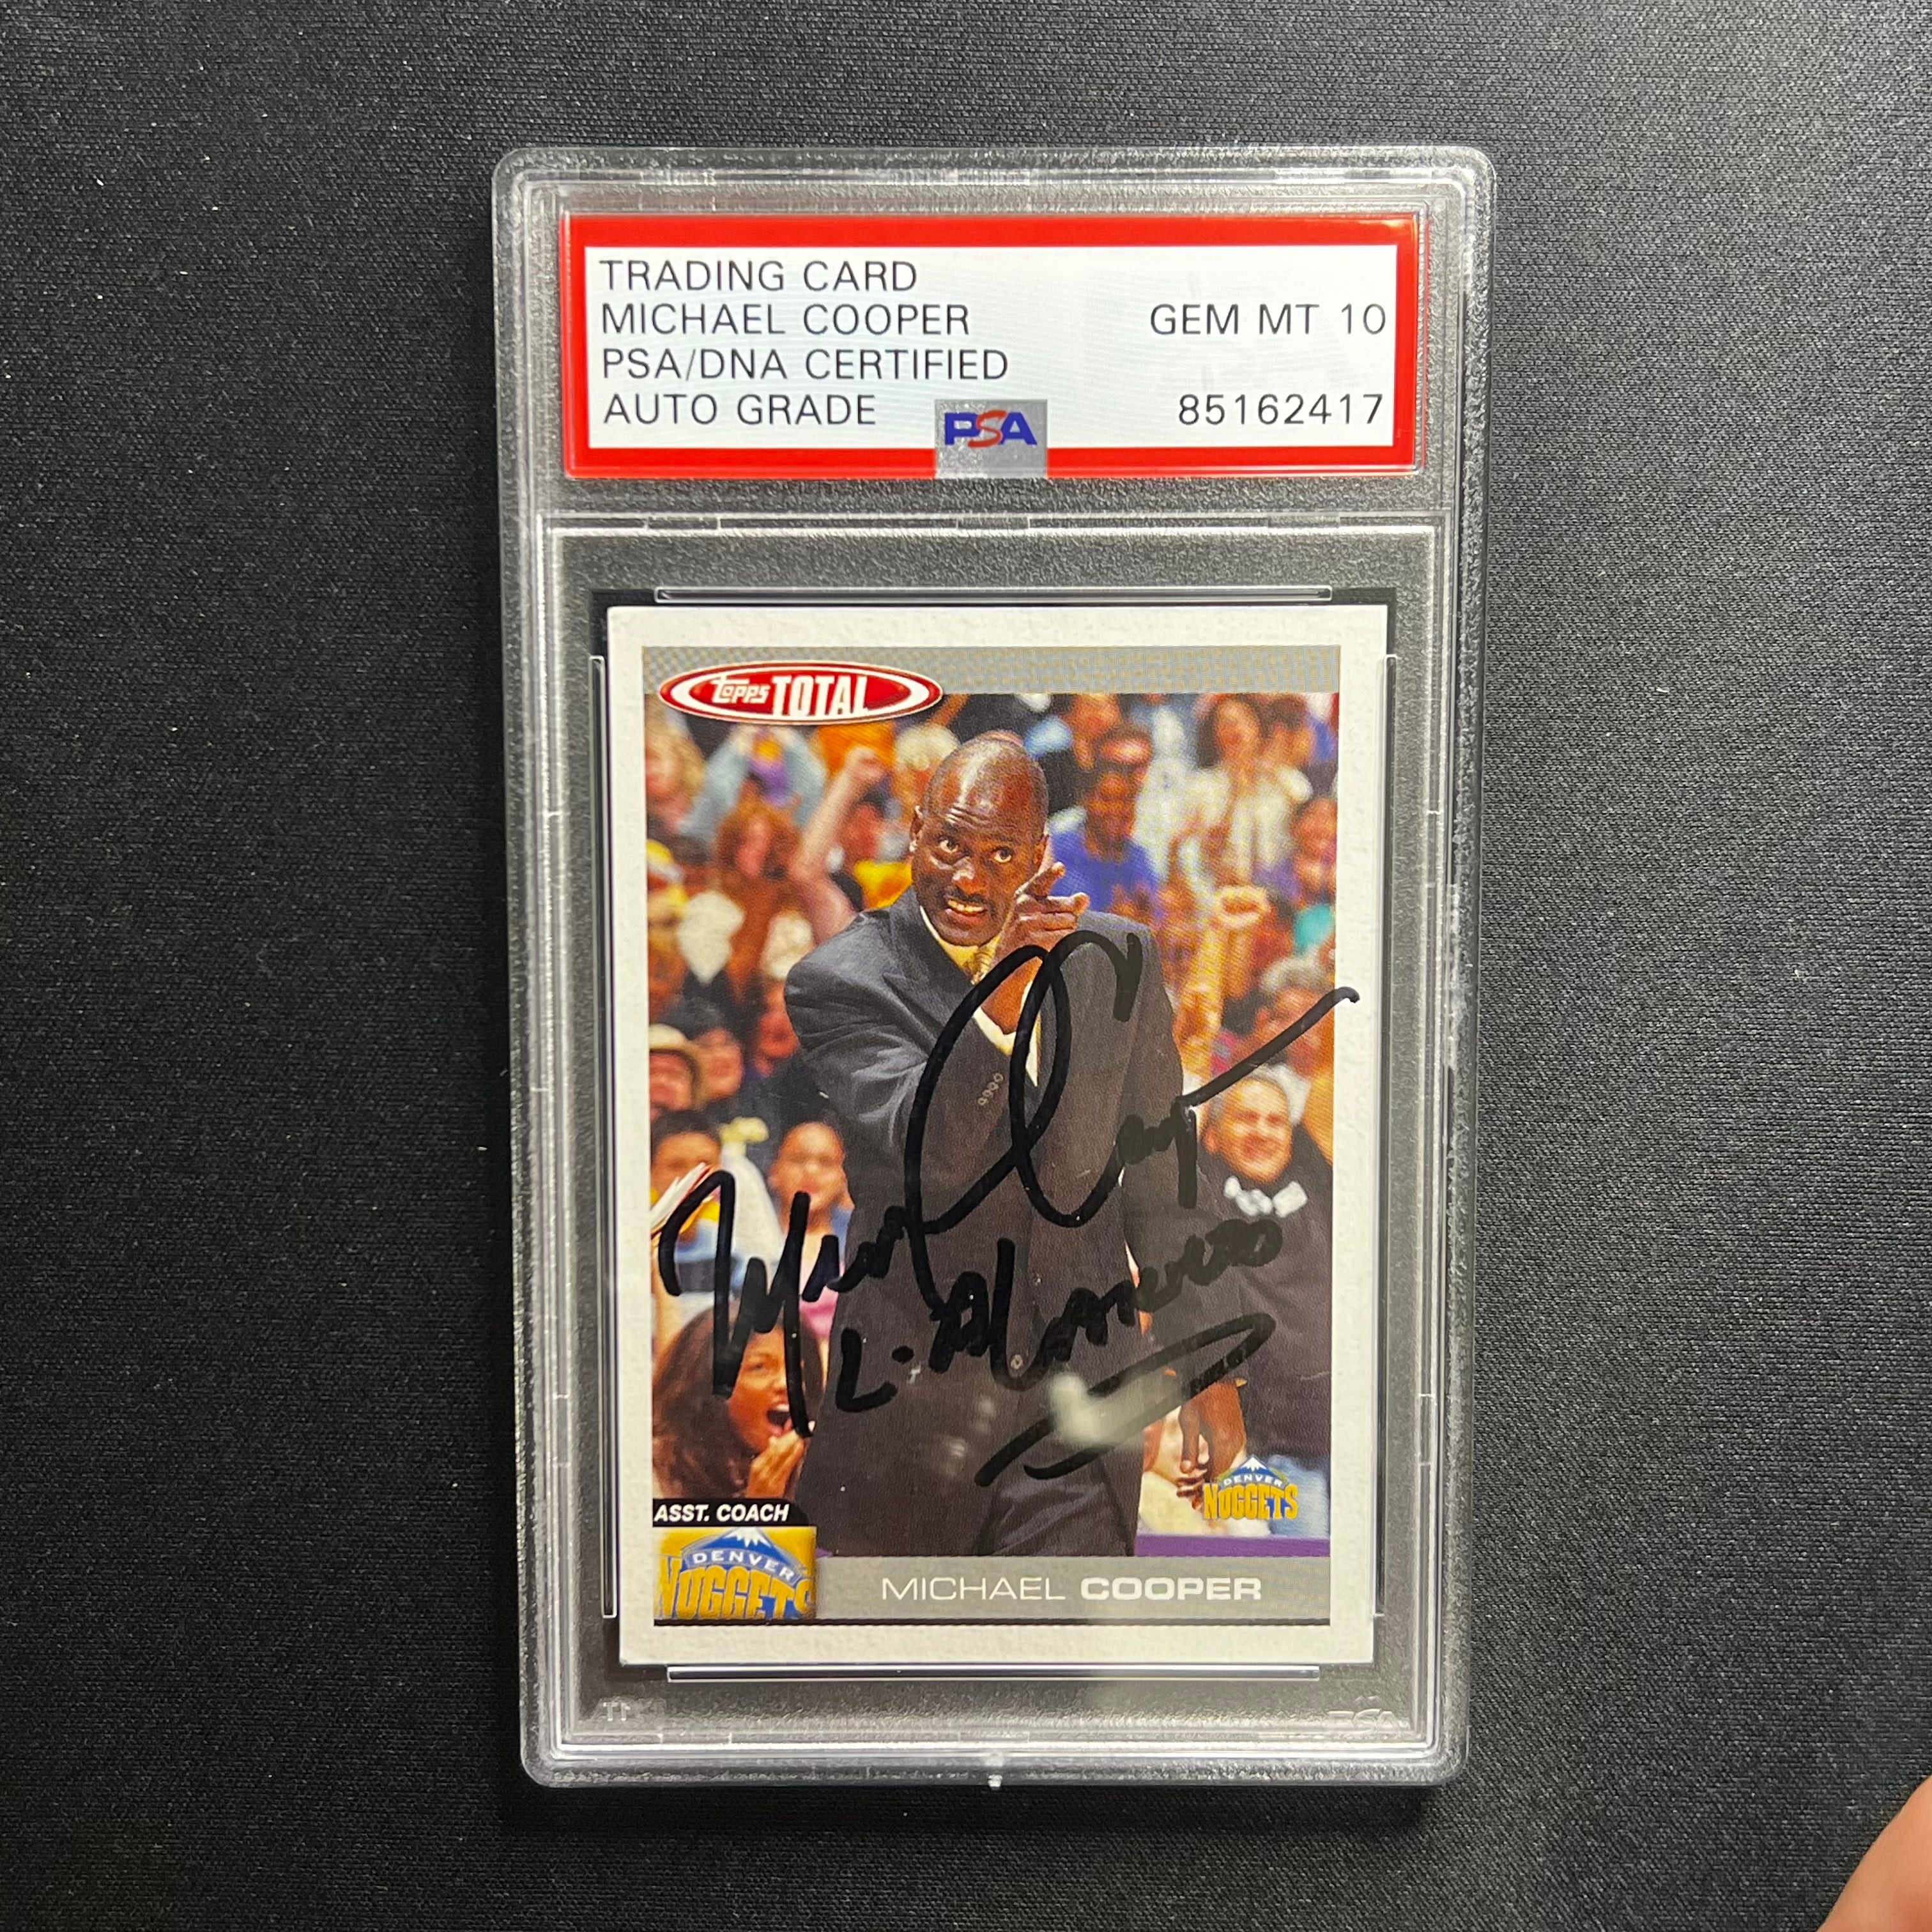 TRADING CARD
MICHAEL COOPER GEM MT 10
PSA/DNA CERTIFIED
AUTO GRADE 85162417
PSA
Topps TOTAL
ASST. COACH
DENVER
NUGGETS
DENVER
NUGGETS
MICHAEL COOPER
PSA